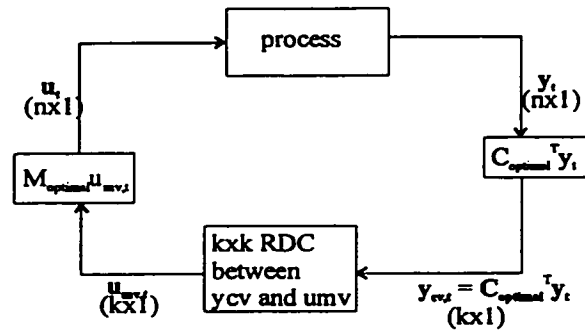 process
u_t
(nx1)
y_t
(nx1)
M_optimal u_mv,t
C_optimal^T y_t
kxk RDC
between
ycv and umv
u_mv,t
(kx1)
y_cv,t = C_optimal^T y_t
(kx1)